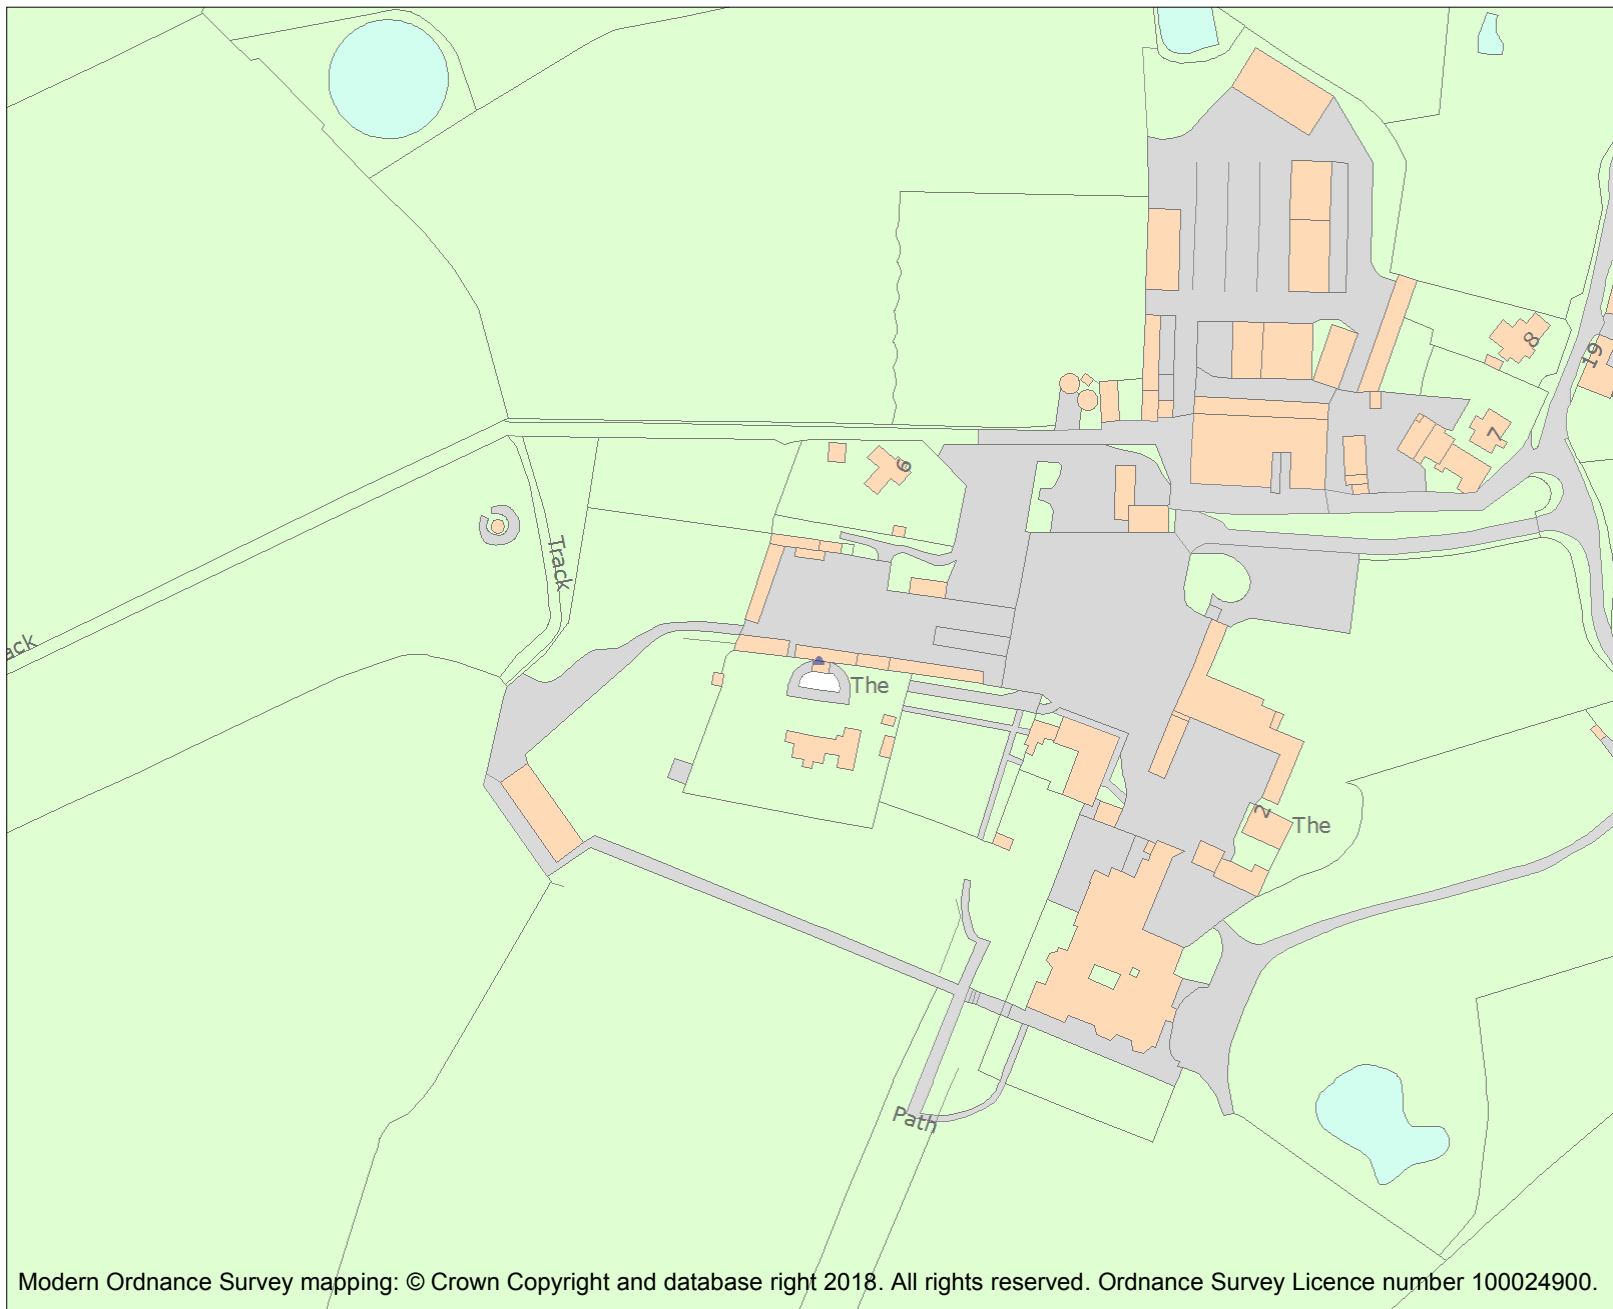 8
19
7
6
Track
ack
The
2
The
Path
Modern Ordnance Survey mapping: © Crown Copyright and database right 2018. All rights reserved. Ordnance Survey Licence number 100024900.